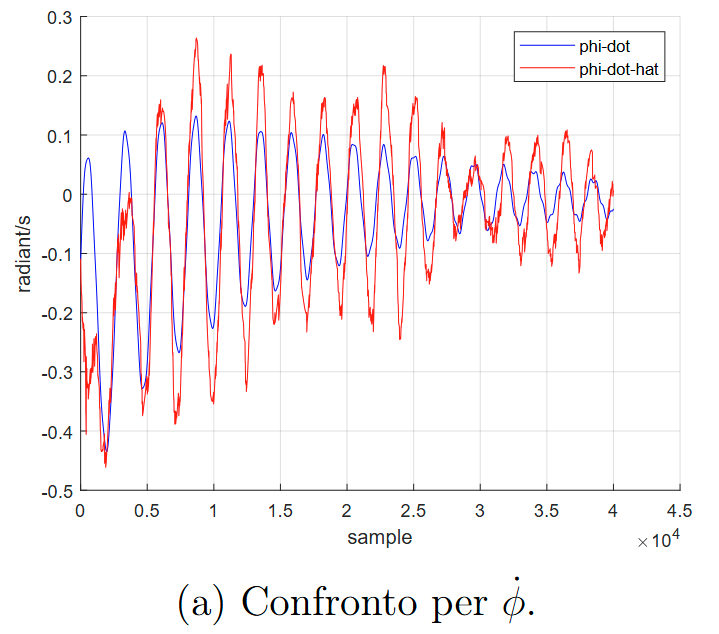 0.3
0.2
0.1
0
-0.1
-0.2
-0.3
-0.4
-0.5
radiant/s
phi-dot
phi-dot-hat
0 0.5 1 1.5 2 2.5 3 3.5 4 4.5
sample
×10⁴
(a) Confronto per ϕ̇.